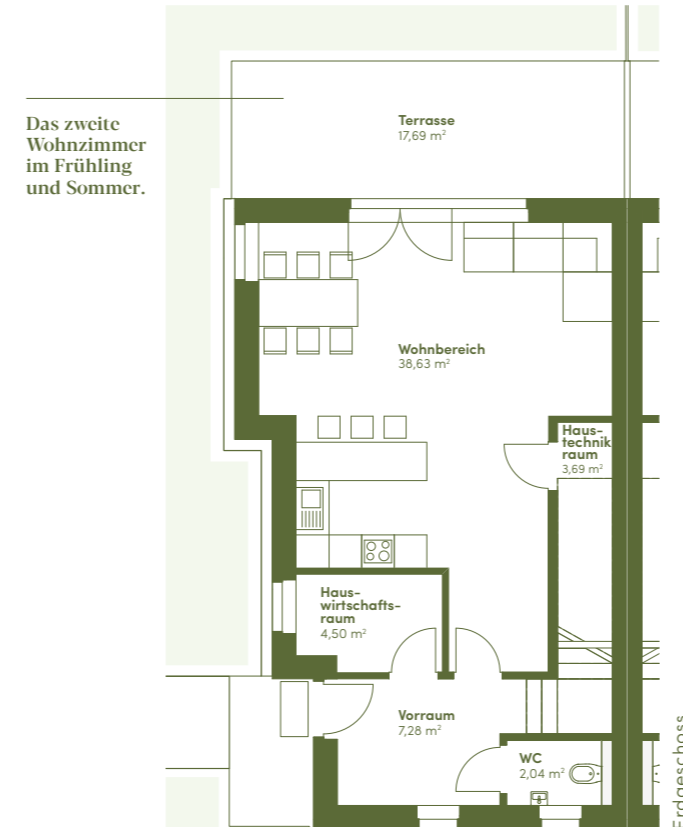 Das zweite
Wohnzimmer
im Frühling
und Sommer.
Terrasse
17,69 m²
Wohnbereich
38,63 m²
Haus-
technik
raum
3,69 m²
Haus-
wirtschafts-
raum
4,50 m²
Vorraum
7,28 m²
WC
2,04 m²
Erdgeschoss